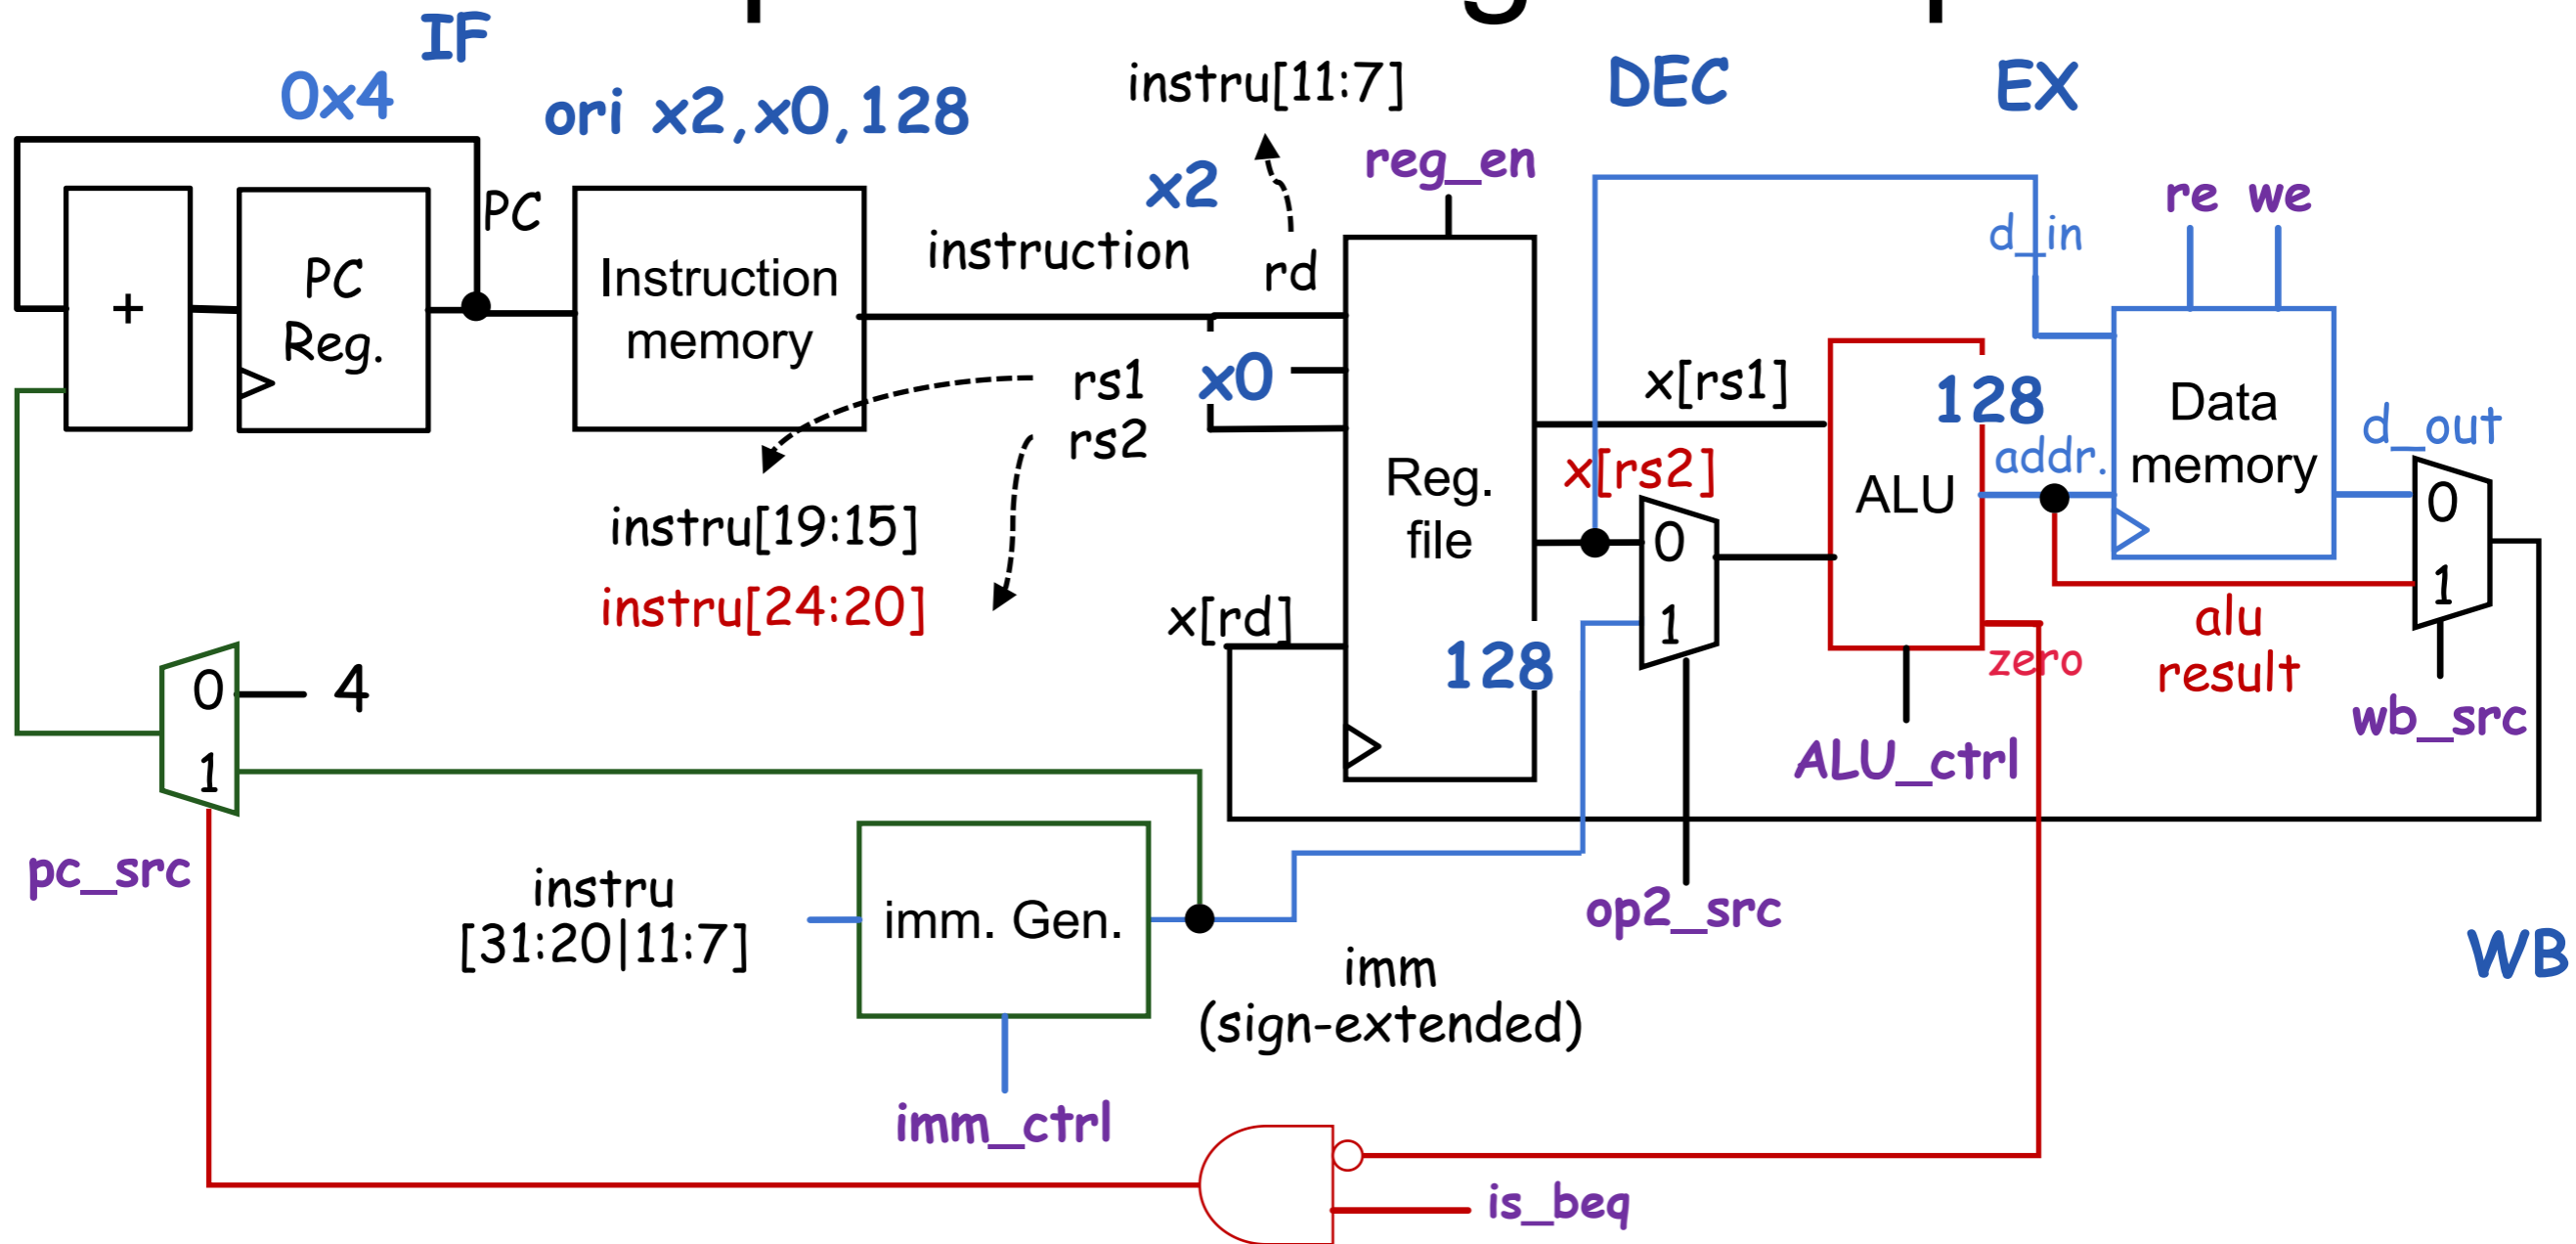 IF
DEC
EX
0x4
ori x2,x0,128
instru[11:7]
x2
reg_en
re we
PC
d_in
instruction
rd
+
PC
Reg.
Instruction
memory
rs1
x0
rs2
x[rs1]
128
Data
memory
d_out
addr.
x[rs2]
Reg.
file
ALU
0
0
1
1
instru[19:15]
instru[24:20]
x[rd]
128
zero
alu
result
wb_src
0
4
1
ALU_ctrl
pc_src
instru
[31:20|11:7]
imm. Gen.
op2_src
WB
imm
(sign-extended)
imm_ctrl
is_beq